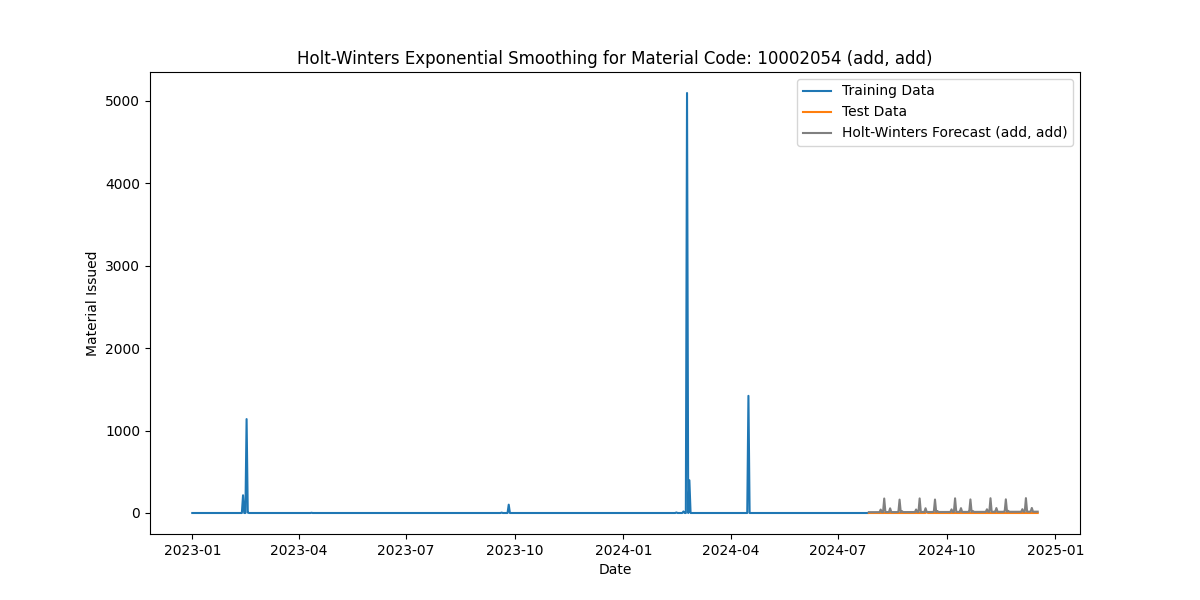 Holt-Winters Exponential Smoothing for Material Code: 10002054 (add, add)
Training Data
Test Data
Holt-Winters Forecast (add, add)
Material Issued
5000
4000
3000
2000
1000
0
2023-01 2023-04 2023-07 2023-10 2024-01 2024-04 2024-07 2024-10 2025-01
Date